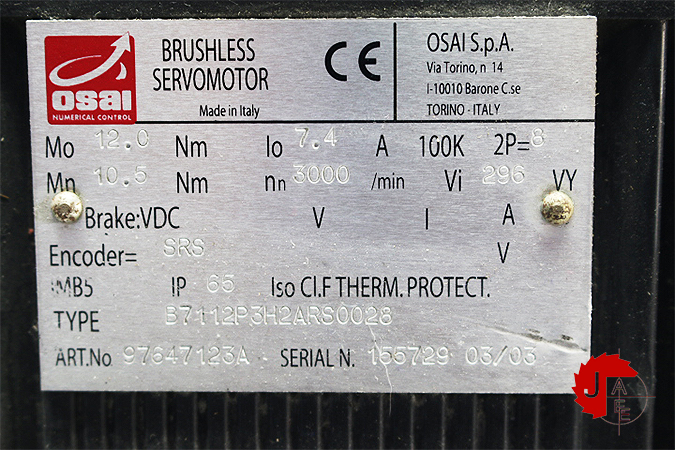 osai
NUMERICAL CONTROL
BRUSHLESS
SERVOMOTOR
Made in Italy
CE
OSAI S.p.A.
Via Torino, n 14
I-10010 Barone C.se
TORINO - ITALY
Mo 12.0 Nm Io 7.4 A 100K 2P=8
Mn 10.5 Nm nn 3000 /min Vi 296 VY
Brake:VDC V I A
Encoder= SRS V
IMB5 IP 65 Iso Cl.F THERM. PROTECT.
TYPE B7112P3H2ARS0028
ART.No 97647123A SERIAL N. 155729 03/03
J